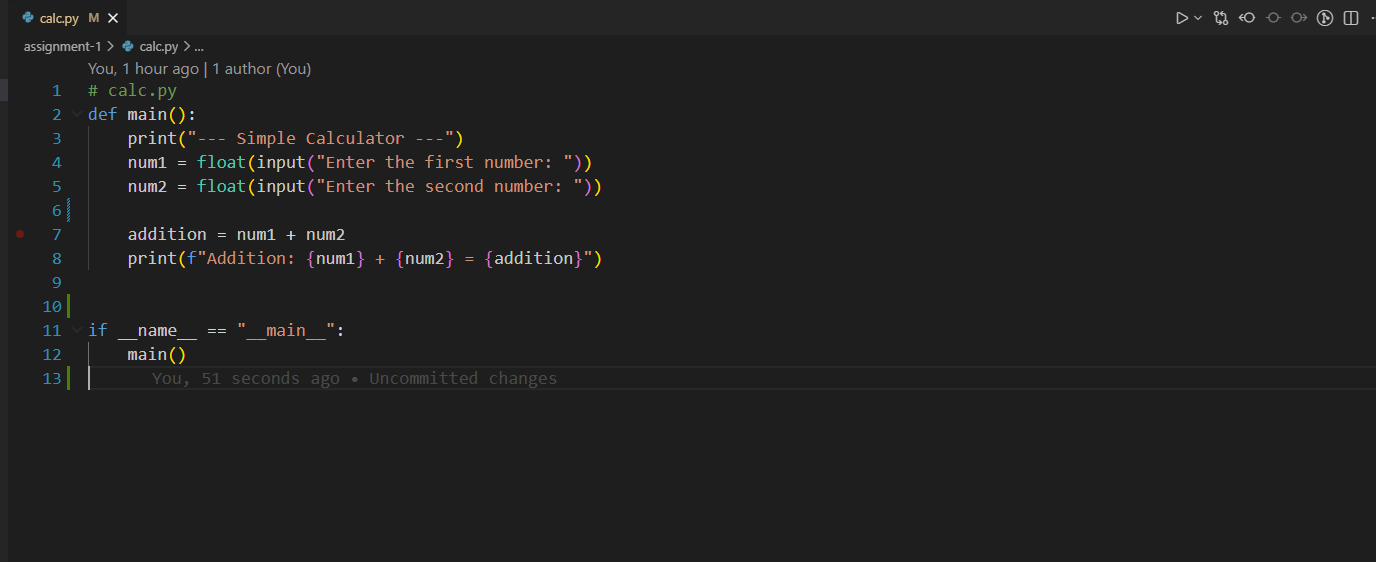 calc.py M
assignment-1 > calc.py > ...
You, 1 hour ago | 1 author (You)
1 # calc.py
2 def main():
3     print("--- Simple Calculator ---")
4     num1 = float(input("Enter the first number: "))
5     num2 = float(input("Enter the second number: "))
6
7     addition = num1 + num2
8     print(f"Addition: {num1} + {num2} = {addition}")
9
10
11 if __name__ == "__main__":
12     main()
13 You, 51 seconds ago • Uncommitted changes